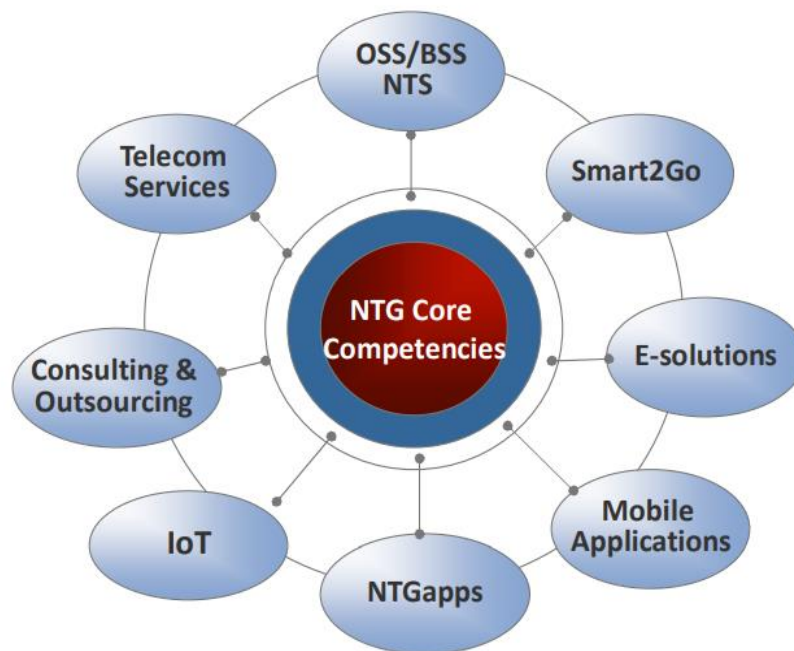 OSS/BSS
NTS
Telecom
Services
Smart2Go
NTG Core
Competencies
Consulting &
Outsourcing
E-solutions
IoT
Mobile
Applications
NTGapps